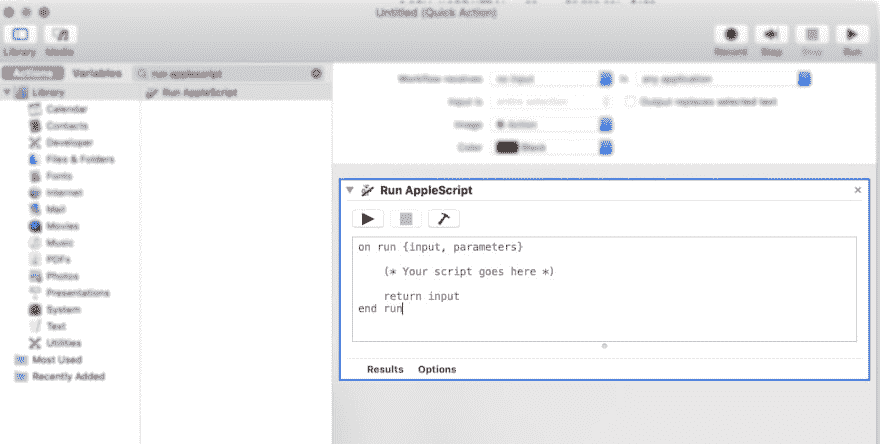 Untitled (Quick Action)
Library Media
Record Step Stop Run
Actions Variables run applescript
Library
Calendar
Contacts
Developer
Files & Folders
Fonts
Internet
Mail
Movies
Music
PDFs
Photos
Presentations
System
Text
Utilities
Most Used
Recently Added
Run AppleScript
Workflow receives no input in any application
Input is entire selection Output replaces selected text
Image Action
Color Black
Run AppleScript
on run {input, parameters}
(* Your script goes here *)
return input
end run
Results Options